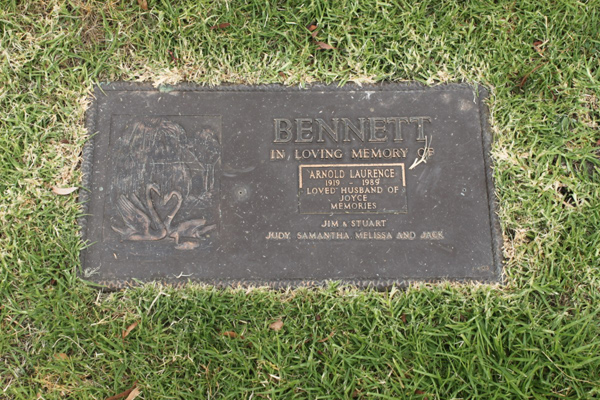 BENNETT
IN LOVING MEMORY OF
ARNOLD LAURENCE
1919 - 1989
LOVED HUSBAND OF
JOYCE
MEMORIES
JIM & STUART
JUDY, SAMANTHA, MELISSA AND JACK